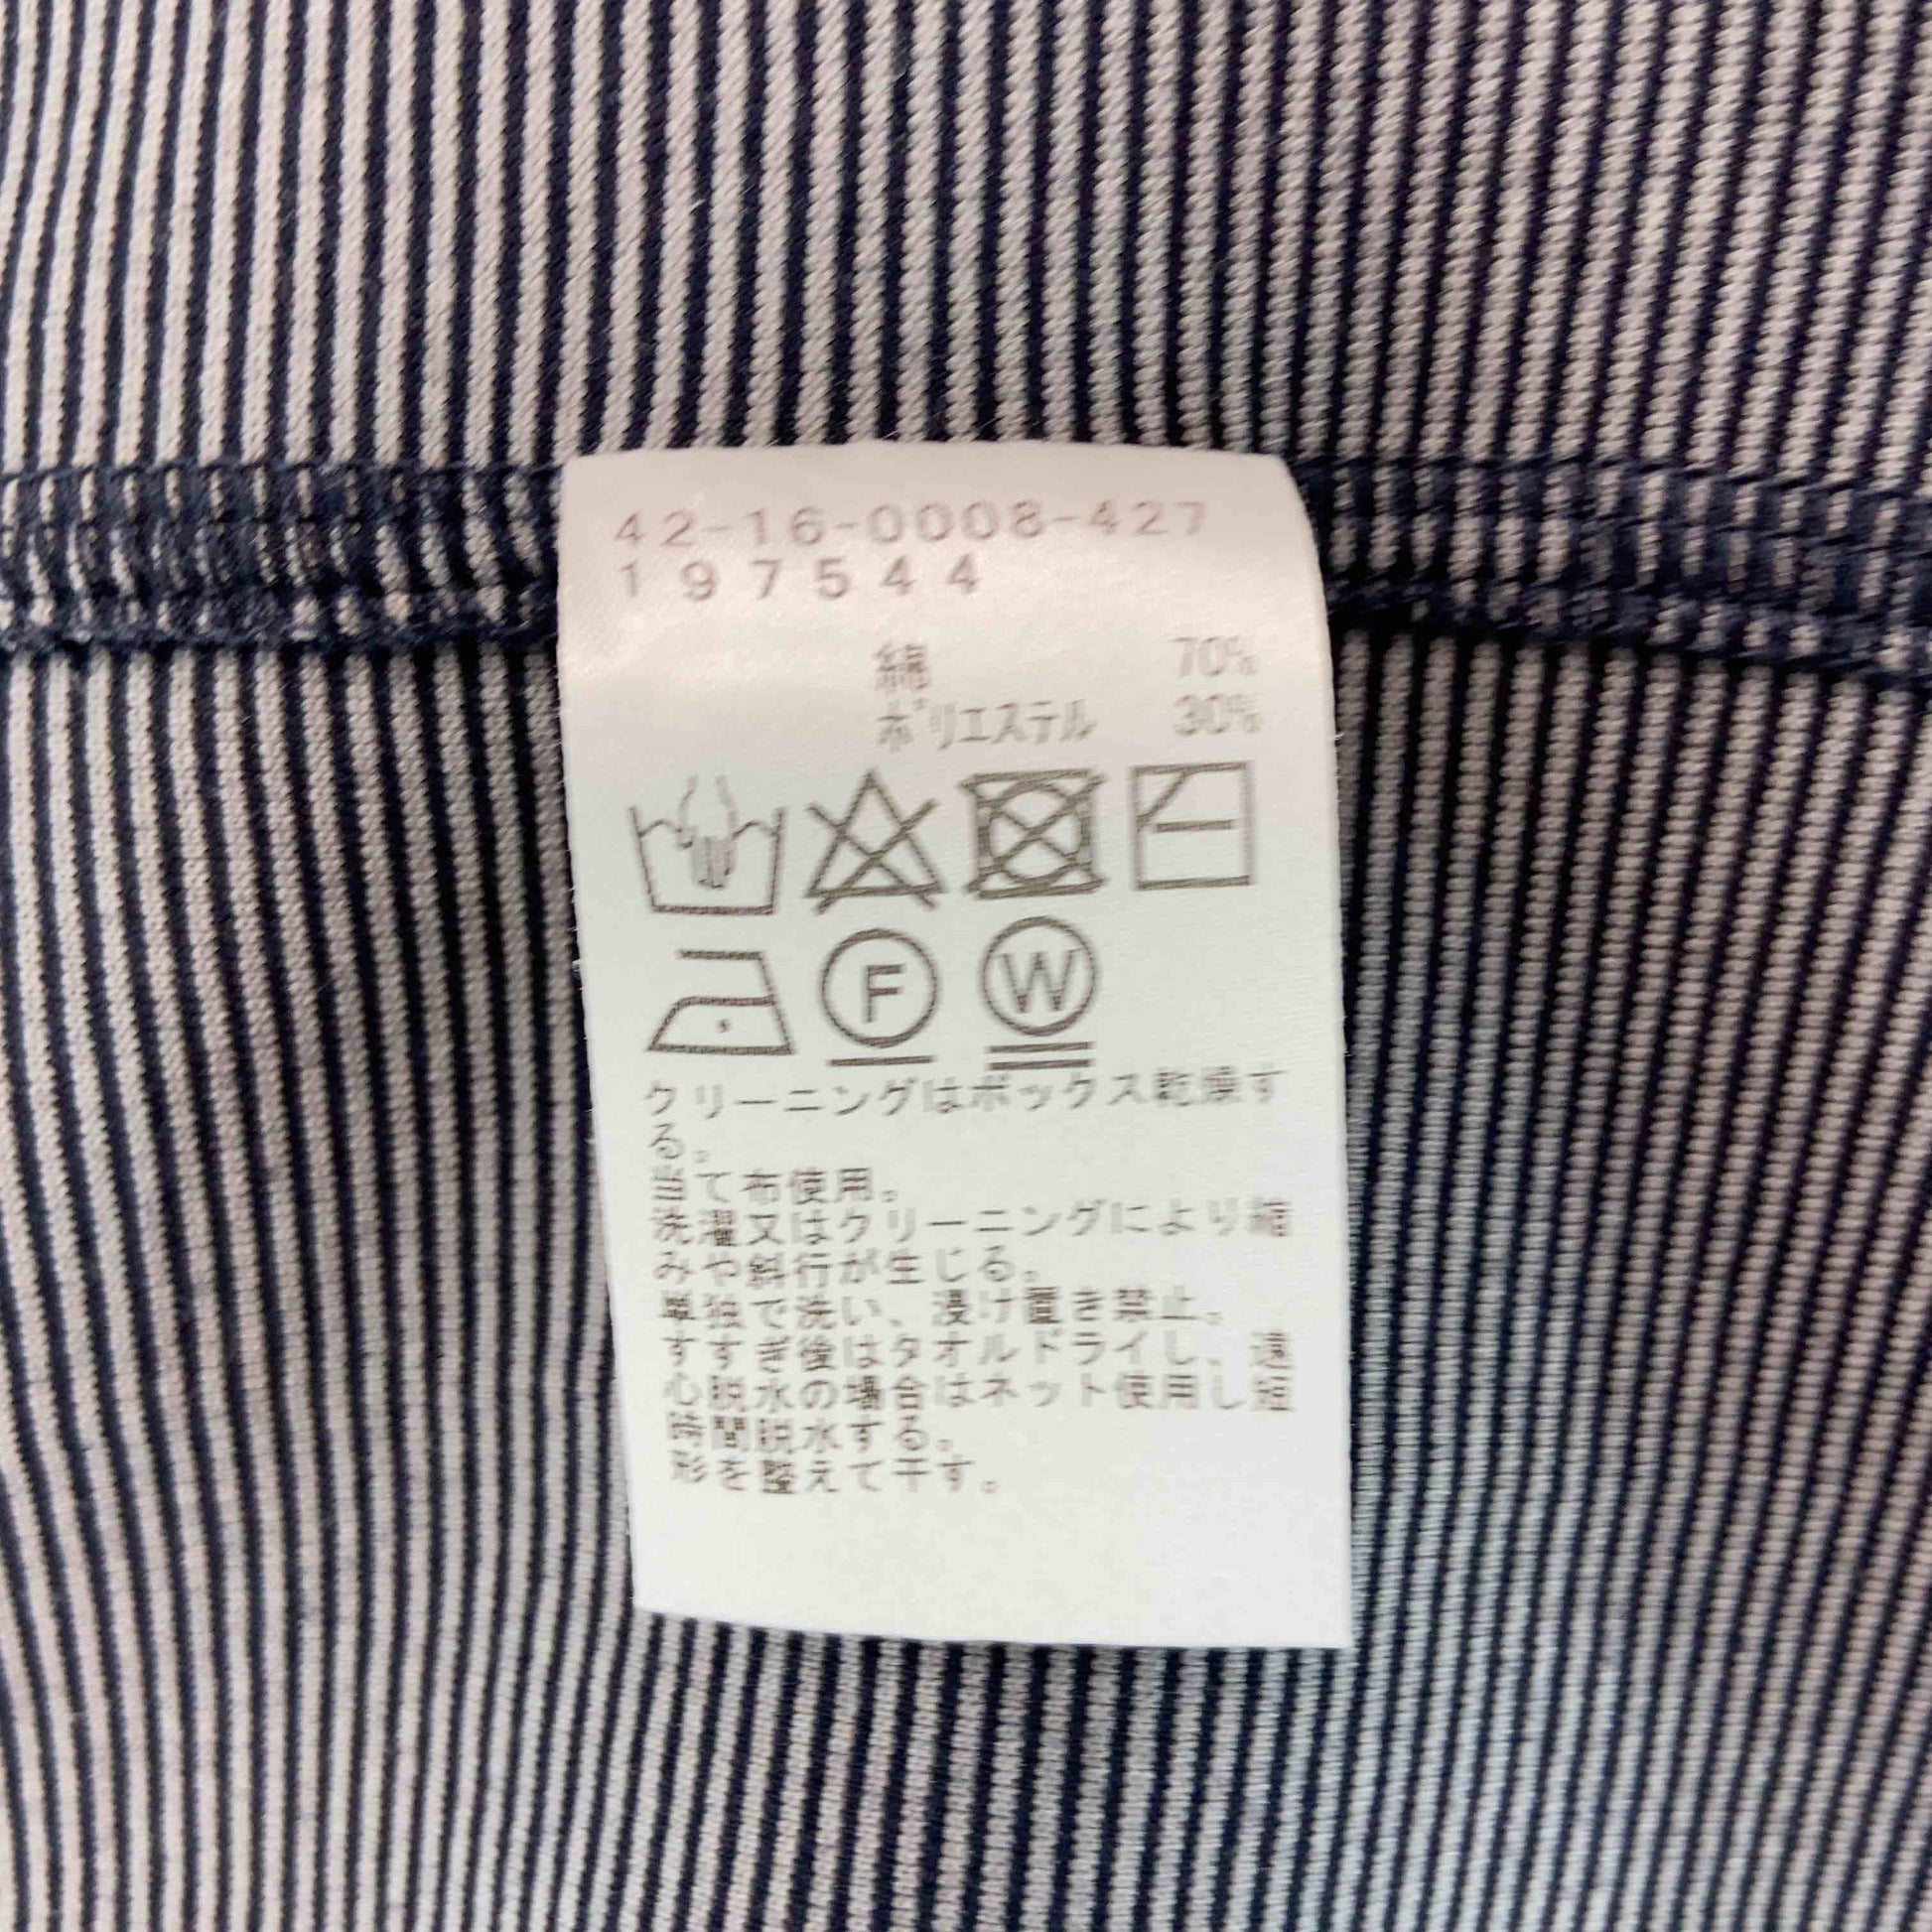 42-16-0008-427
197544
綿 70%
ポリエステル 30%
F W
クリーニングはボックス乾燥す
る。
当て布使用。
洗濯又はクリーニングにより縮
みや斜行が生じる。
単独で洗い、浸け置き禁止。
すすぎ後はタオルドライし、遠
心脱水の場合はネット使用し短
時間脱水する。
形を整えて干す。